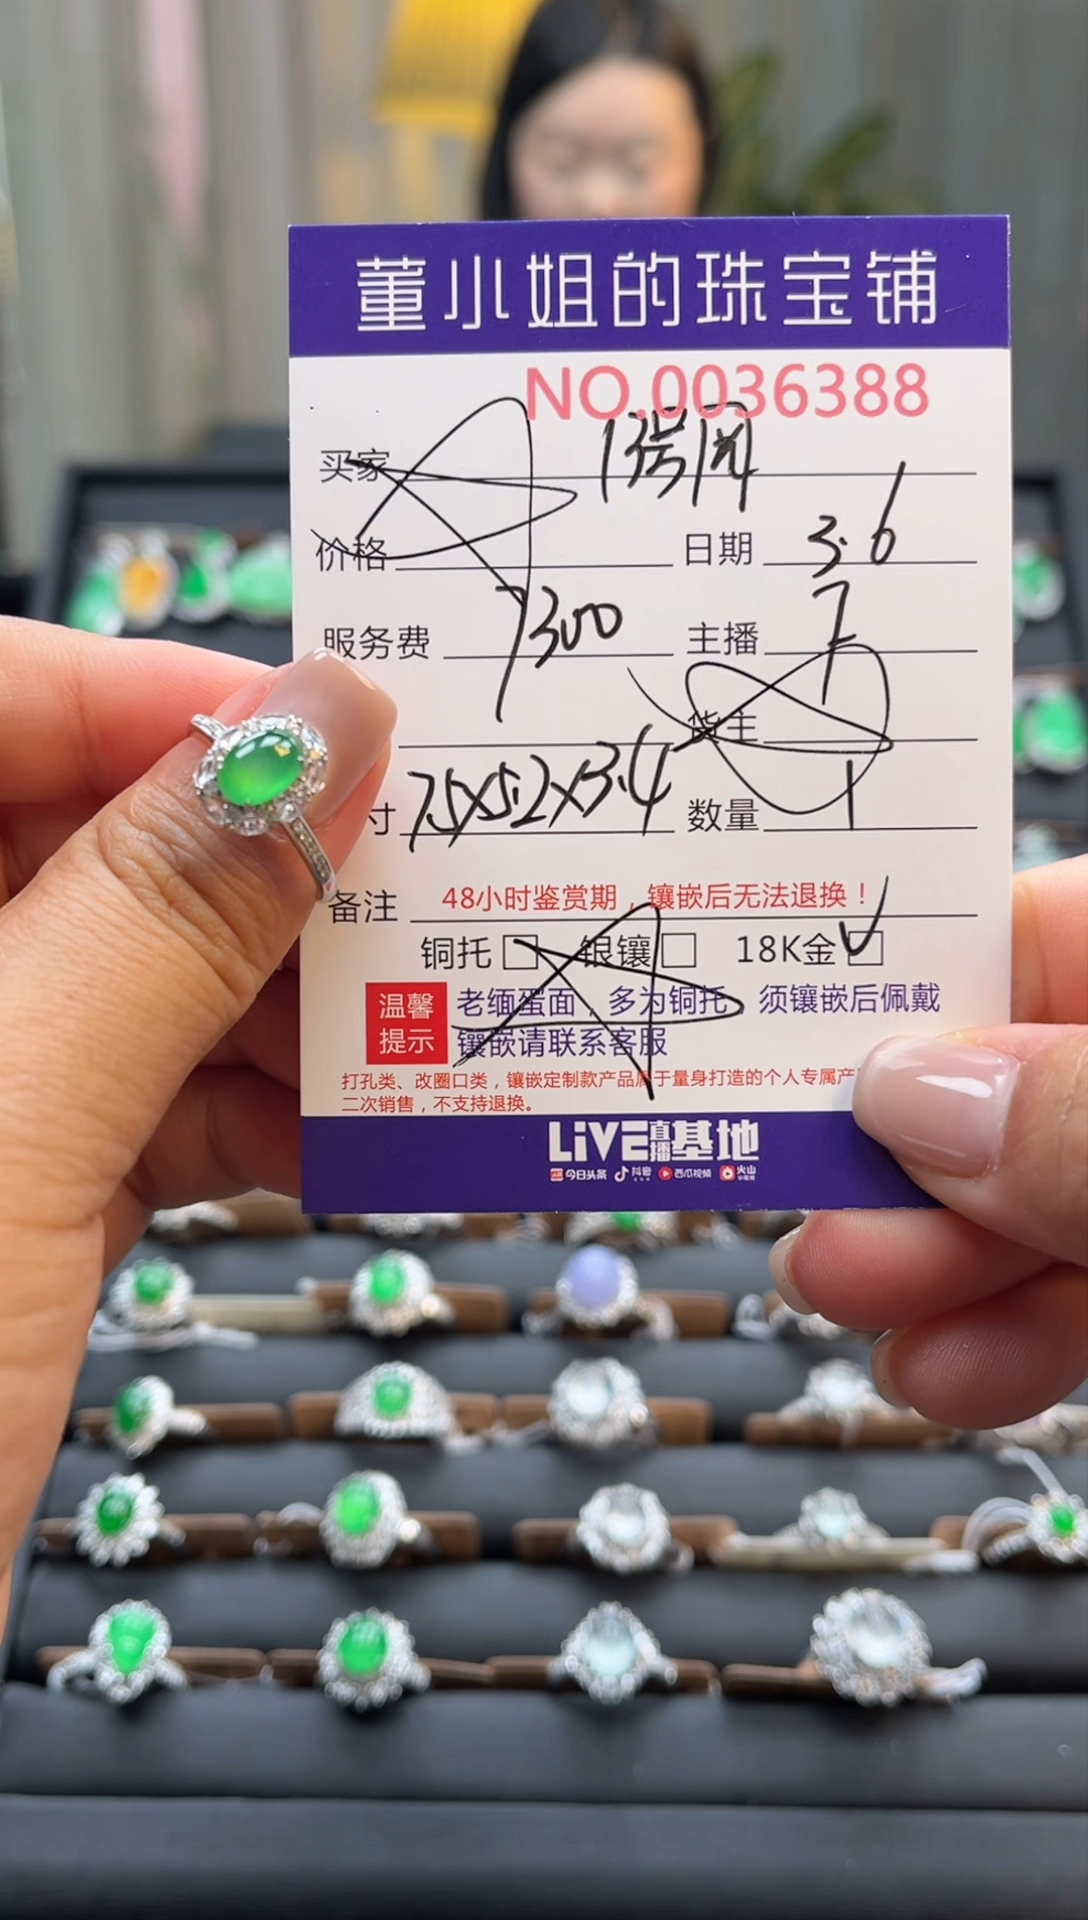 董小姐的珠宝铺
NO.0036388
买家 13号团
价格 日期 3.6
服务费 7300 主播
货主
寸 7.5x5.2x3.4 数量 1
备注 48小时鉴赏期，镶嵌后无法退换！
铜托 银镶 18K金
温馨提示 老缅蛋面，多为铜托，须镶嵌后佩戴
镶嵌请联系客服
打孔类、改圈口类，镶嵌定制款产品属于量身打造的个人专属产
二次销售，不支持退换。
LiVE直播基地
今日头条 抖音 西瓜视频 火山小视频